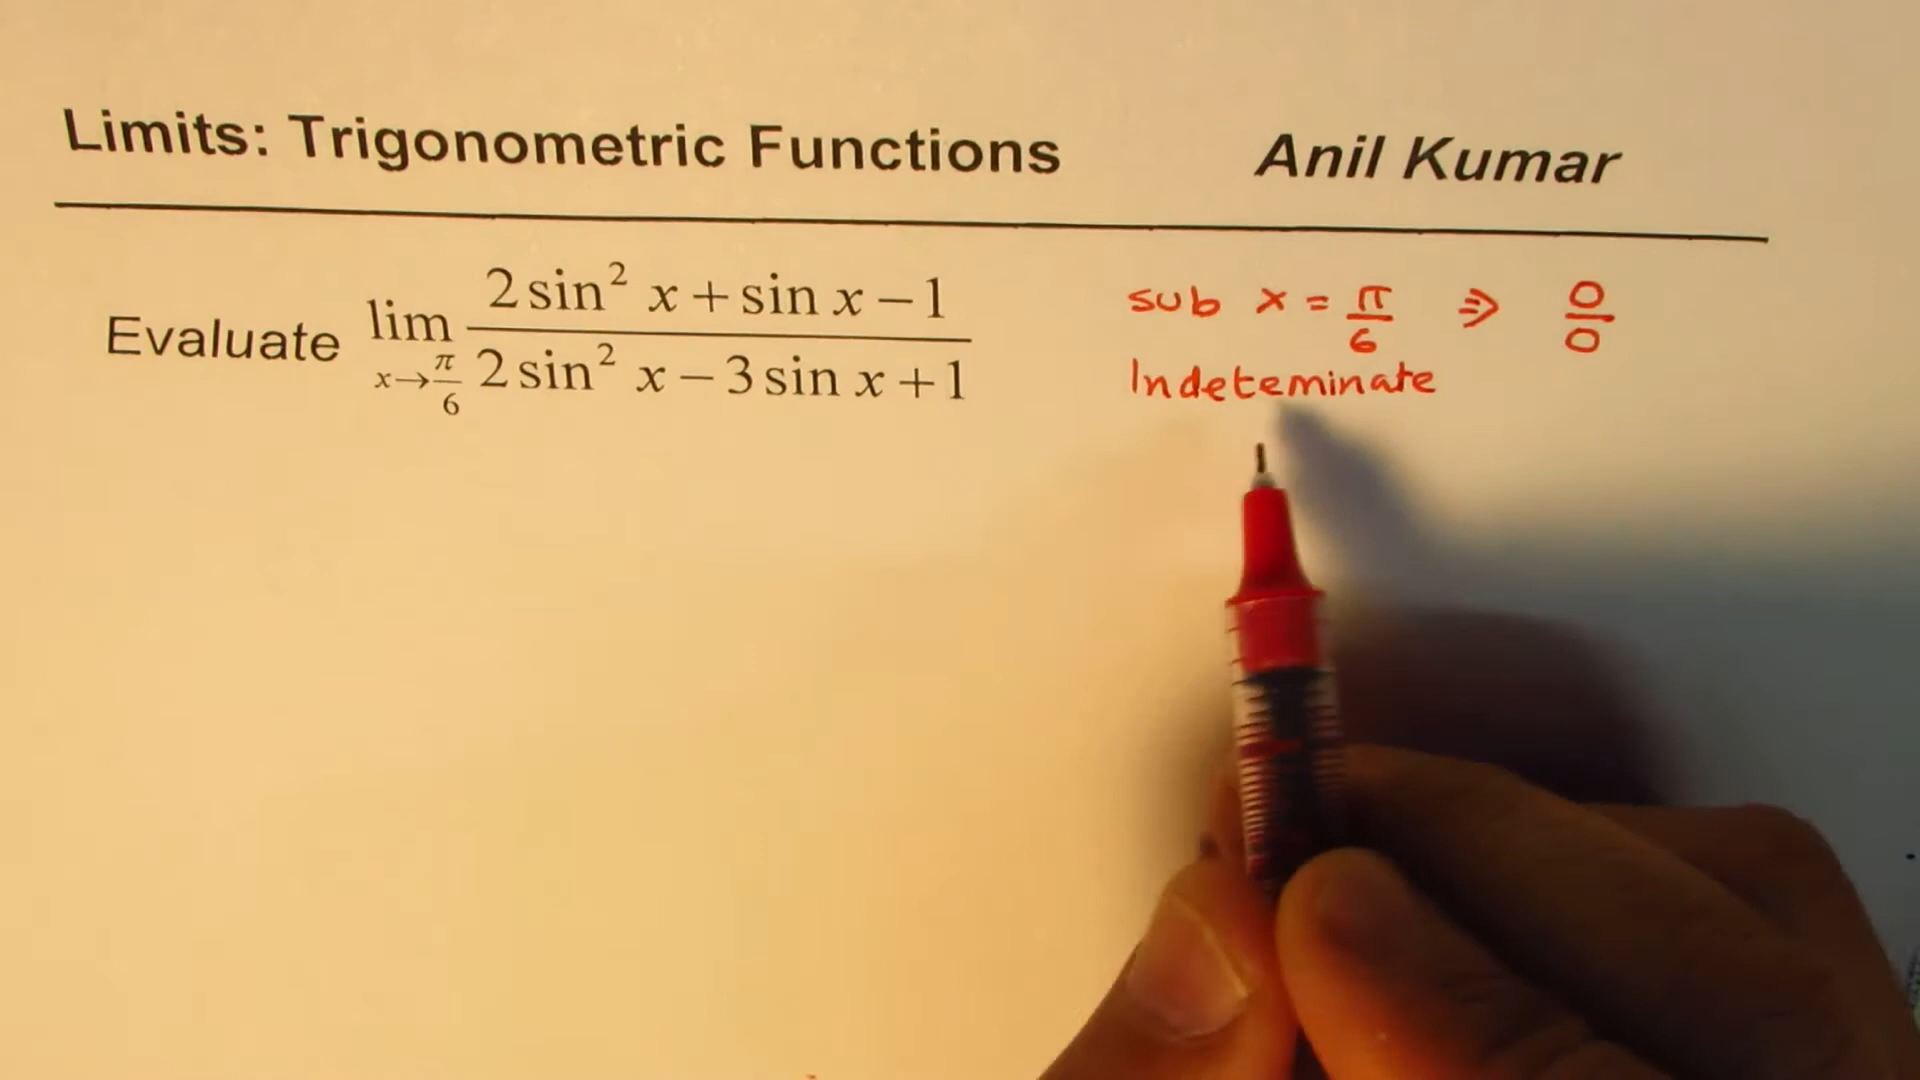 Limits: Trigonometric Functions Anil Kumar
Evaluate lim x→π/6 (2 sin² x + sin x − 1)/(2 sin² x − 3 sin x + 1)
sub x = π/6 ⇒ 0/0
Indeteminate